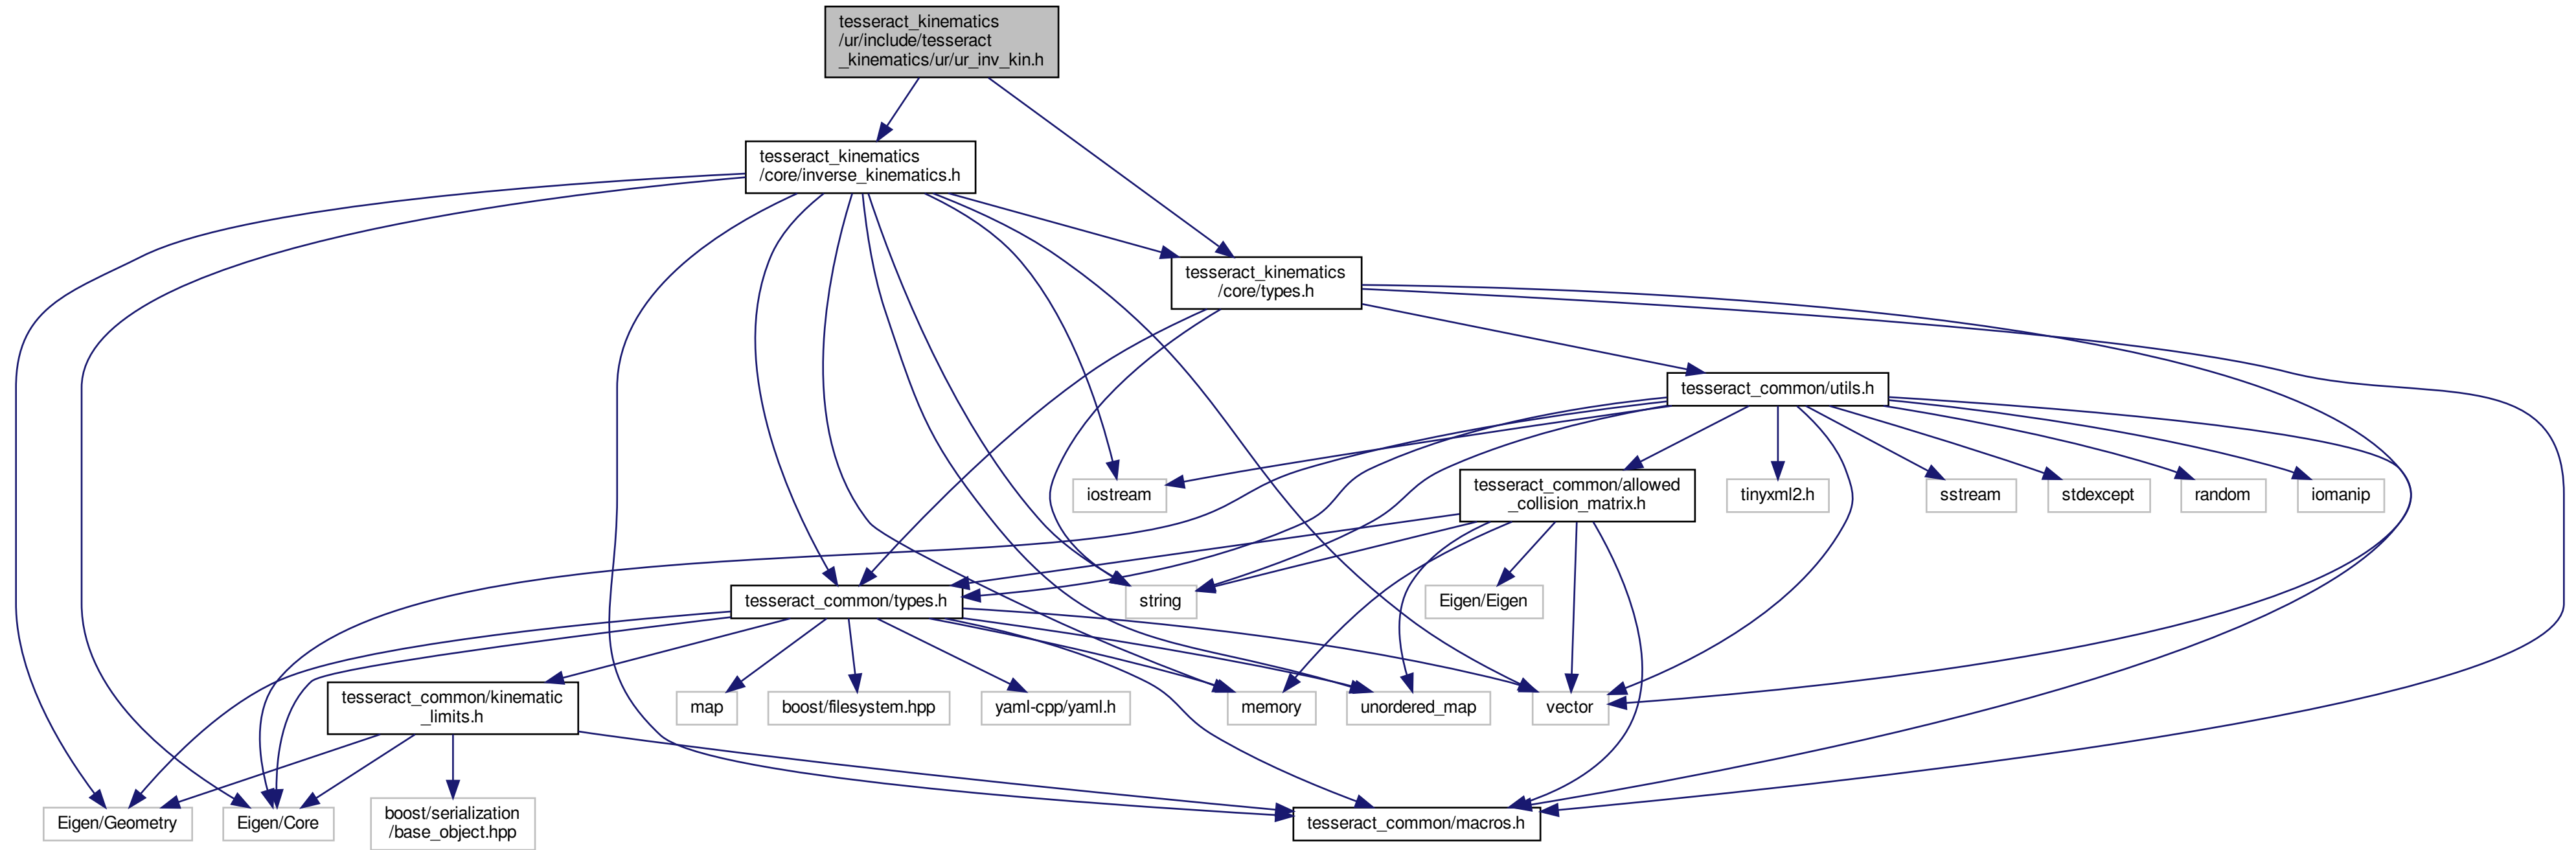 tesseract_kinematics
/ur/include/tesseract
_kinematics/ur/ur_inv_kin.h
tesseract_kinematics
/core/inverse_kinematics.h
tesseract_kinematics
/core/types.h
tesseract_common/utils.h
iostream
tesseract_common/allowed
_collision_matrix.h
tinyxml2.h
sstream
stdexcept
random
iomanip
tesseract_common/types.h
string
Eigen/Eigen
tesseract_common/kinematic
_limits.h
map
boost/filesystem.hpp
yaml-cpp/yaml.h
memory
unordered_map
vector
Eigen/Geometry
Eigen/Core
boost/serialization
/base_object.hpp
tesseract_common/macros.h